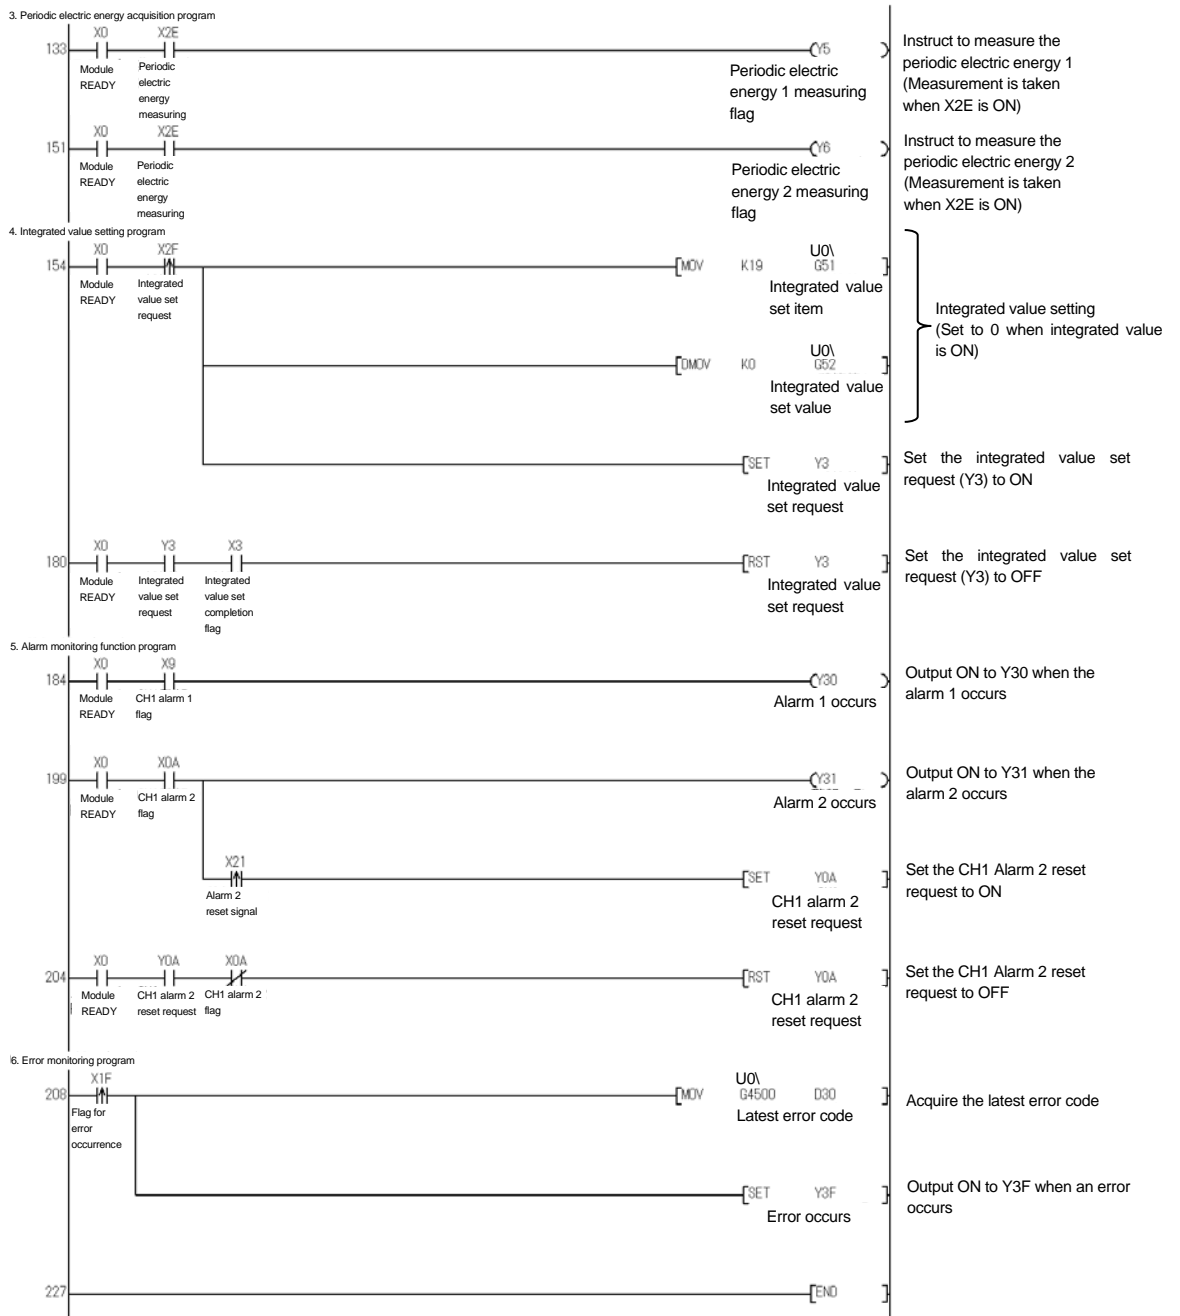 3. Periodic electric energy acquisition program
X0 X2E
133 (Y5 )
Module READY
Periodic electric energy measuring
Periodic electric energy 1 measuring flag
Instruct to measure the
periodic electric energy 1
(Measurement is taken
when X2E is ON)
X0 X2E
151 (Y6 )
Module READY
Periodic electric energy measuring
Periodic electric energy 2 measuring flag
Instruct to measure the
periodic electric energy 2
(Measurement is taken
when X2E is ON)
4. Integrated value setting program
X0 X2F
154 [MOV K19 U0\ G51 ]
Module READY
Integrated value set request
Integrated value set item
[DMOV K0 U0\ G52 ]
Integrated value set value
Integrated value setting
(Set to 0 when integrated value
is ON)
[SET Y3 ]
Integrated value set request
Set the integrated value set
request (Y3) to ON
X0 Y3 X3
180 [RST Y3 ]
Module READY
Integrated value set request
Integrated value set completion flag
Integrated value set request
Set the integrated value set
request (Y3) to OFF
5. Alarm monitoring function program
X0 X9
184 (Y30 )
Module READY
CH1 alarm 1 flag
Alarm 1 occurs
Output ON to Y30 when the
alarm 1 occurs
X0 X0A
199 (Y31 )
Module READY
CH1 alarm 2 flag
Alarm 2 occurs
Output ON to Y31 when the
alarm 2 occurs
X21
[SET Y0A ]
Alarm 2 reset signal
CH1 alarm 2 reset request
Set the CH1 Alarm 2 reset
request to ON
X0 Y0A X0A
204 [RST Y0A ]
Module READY
CH1 alarm 2 reset request
CH1 alarm 2 flag
CH1 alarm 2 reset request
Set the CH1 Alarm 2 reset
request to OFF
6. Error monitoring program
X1F
208 [MOV U0\ G4500 D30 ]
Flag for error occurrence
Latest error code
Acquire the latest error code
[SET Y3F ]
Error occurs
Output ON to Y3F when an error
occurs
227 [END ]